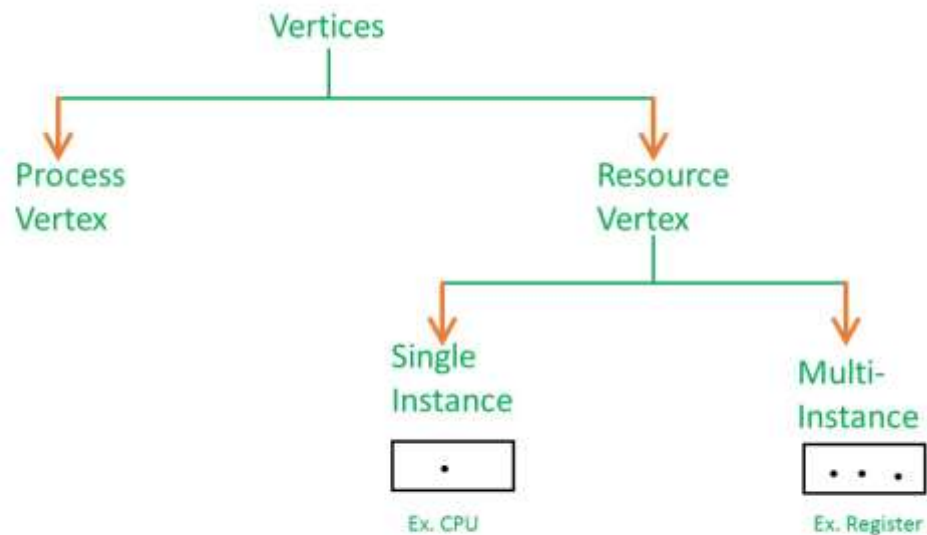 Vertices
Process
Vertex
Resource
Vertex
Single
Instance
Multi-
Instance
Ex. CPU
Ex. Register